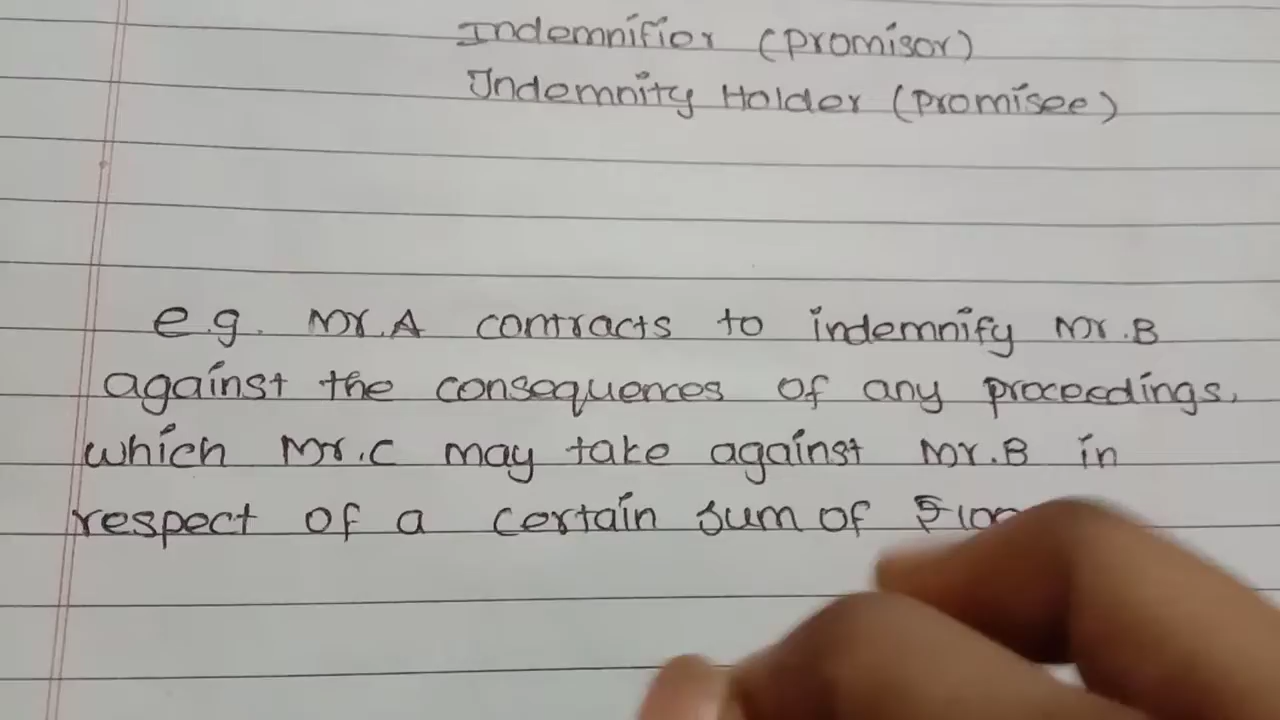 Indemnifior (promisor)
Indemnity Holder (promisee)
e.g. Mr.A contracts to indemnify Mr.B
against the consequences of any proceedings,
which Mr.C may take against Mr.B in
respect of a certain sum of